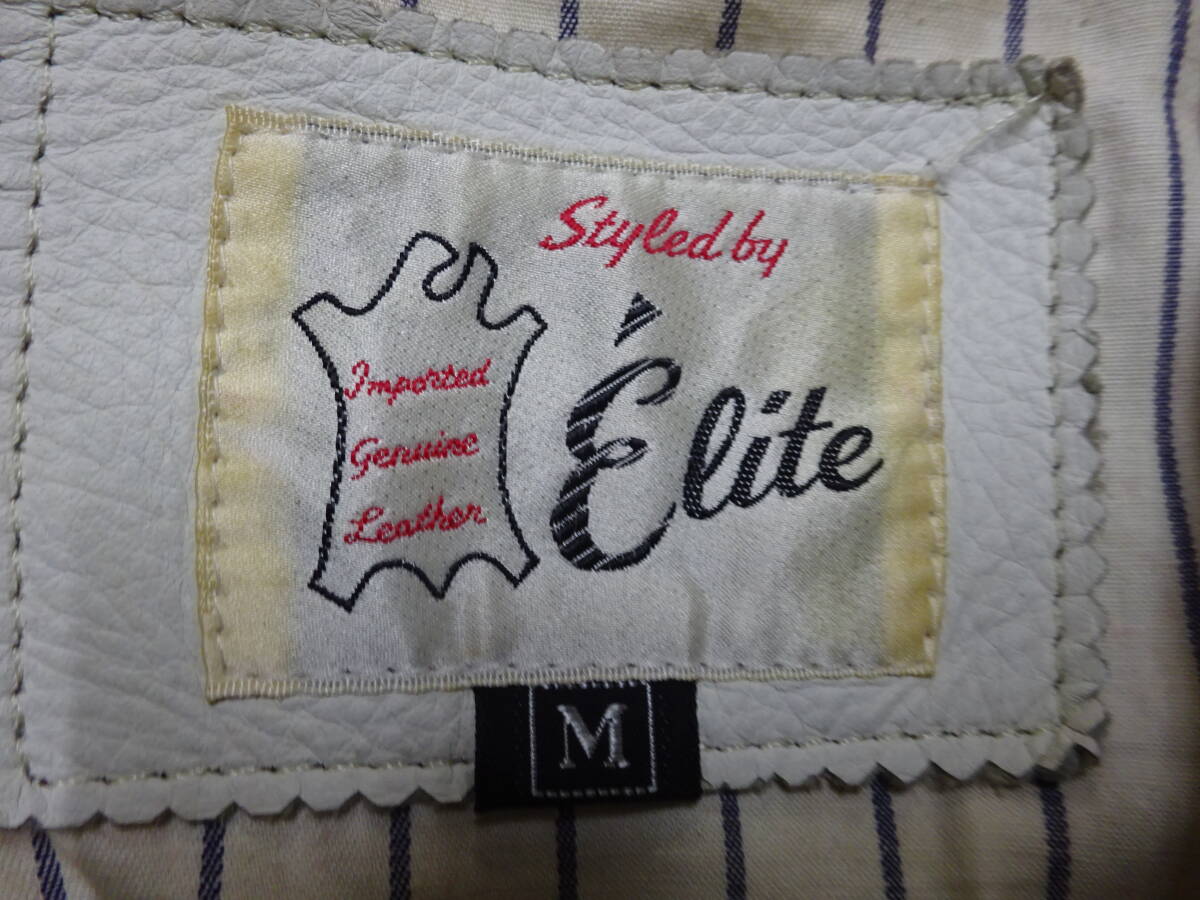 Styled by
Élite
Imported
Genuine
Leather
M